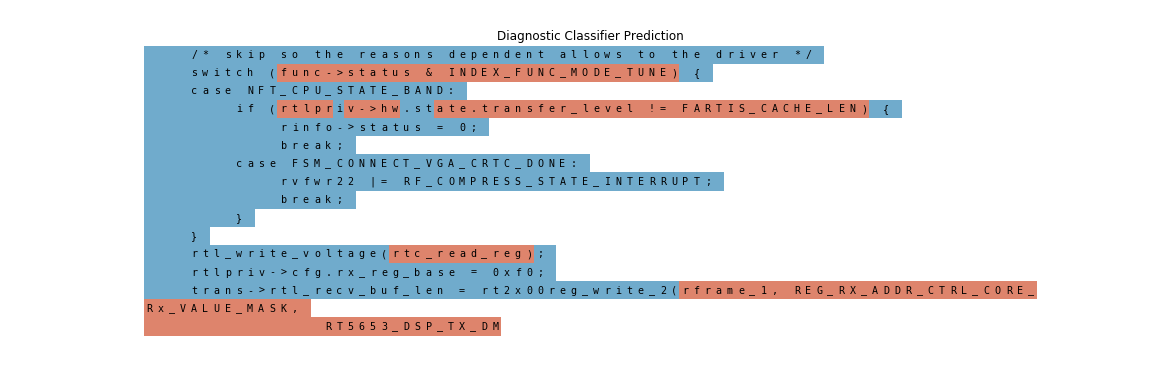 Diagnostic Classifier Prediction
/* skip so the reasons dependent allows to the driver */
switch (func->status & INDEX_FUNC_MODE_TUNE) {
case NFT_CPU_STATE_BAND:
if (rtlpriv->hw.state.transfer_level != FARTIS_CACHE_LEN) {
rinfo->status = 0;
break;
case FSM_CONNECT_VGA_CRTC_DONE:
rvfwr22 |= RF_COMPRESS_STATE_INTERRUPT;
break;
}
}
rtl_write_voltage(rtc_read_reg);
rtlpriv->cfg.rx_reg_base = 0xf0;
trans->rtl_recv_buf_len = rt2x00reg_write_2(rframe_1, REG_RX_ADDR_CTRL_CORE_
Rx_VALUE_MASK,
RT5653_DSP_TX_DM